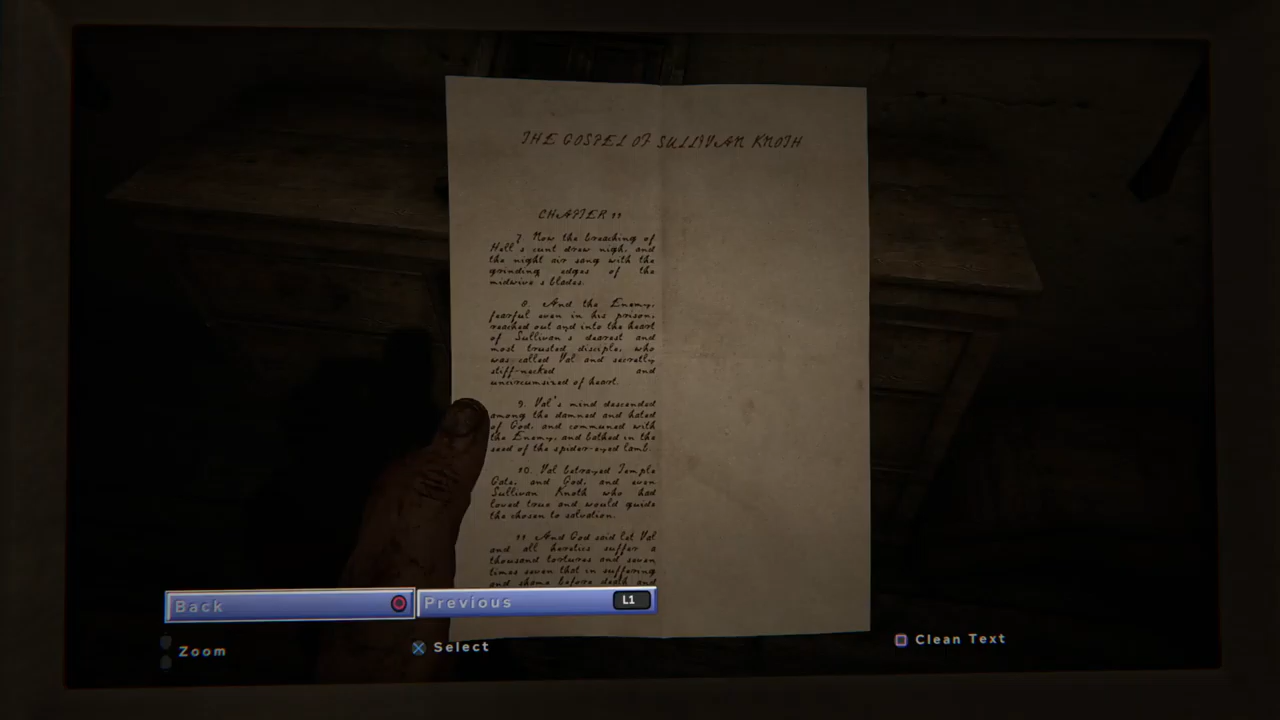 THE GOSPEL OF SULLIVAN KNOTH
CHAPTER 11
7. Now the breaching of
Hell's cunt drew nigh, and
the night air sang with the
grinding edges of the
midwive's blades.
8. And the Enemy,
fearful even in his prison,
reached out and into the heart
of Sullivan's dearest and
most trusted disciple, who
was called Val and secretly
stiff-necked and
uncircumsized of heart.
9. Val's mind descended
among the damned and hated
of God, and communed with
the Enemy, and bathed in the
seed of the spider-eyed lamb.
10. Val betrayed Temple
Gate, and God, and even
Sullivan Knoth who had
loved true and would guide
the chosen to salvation.
11. And God said let Val
and all heretics suffer a
thousand tortures and seven
times seven that in suffering
and shame before death and
Back
Previous L1
Zoom
Select
Clean Text